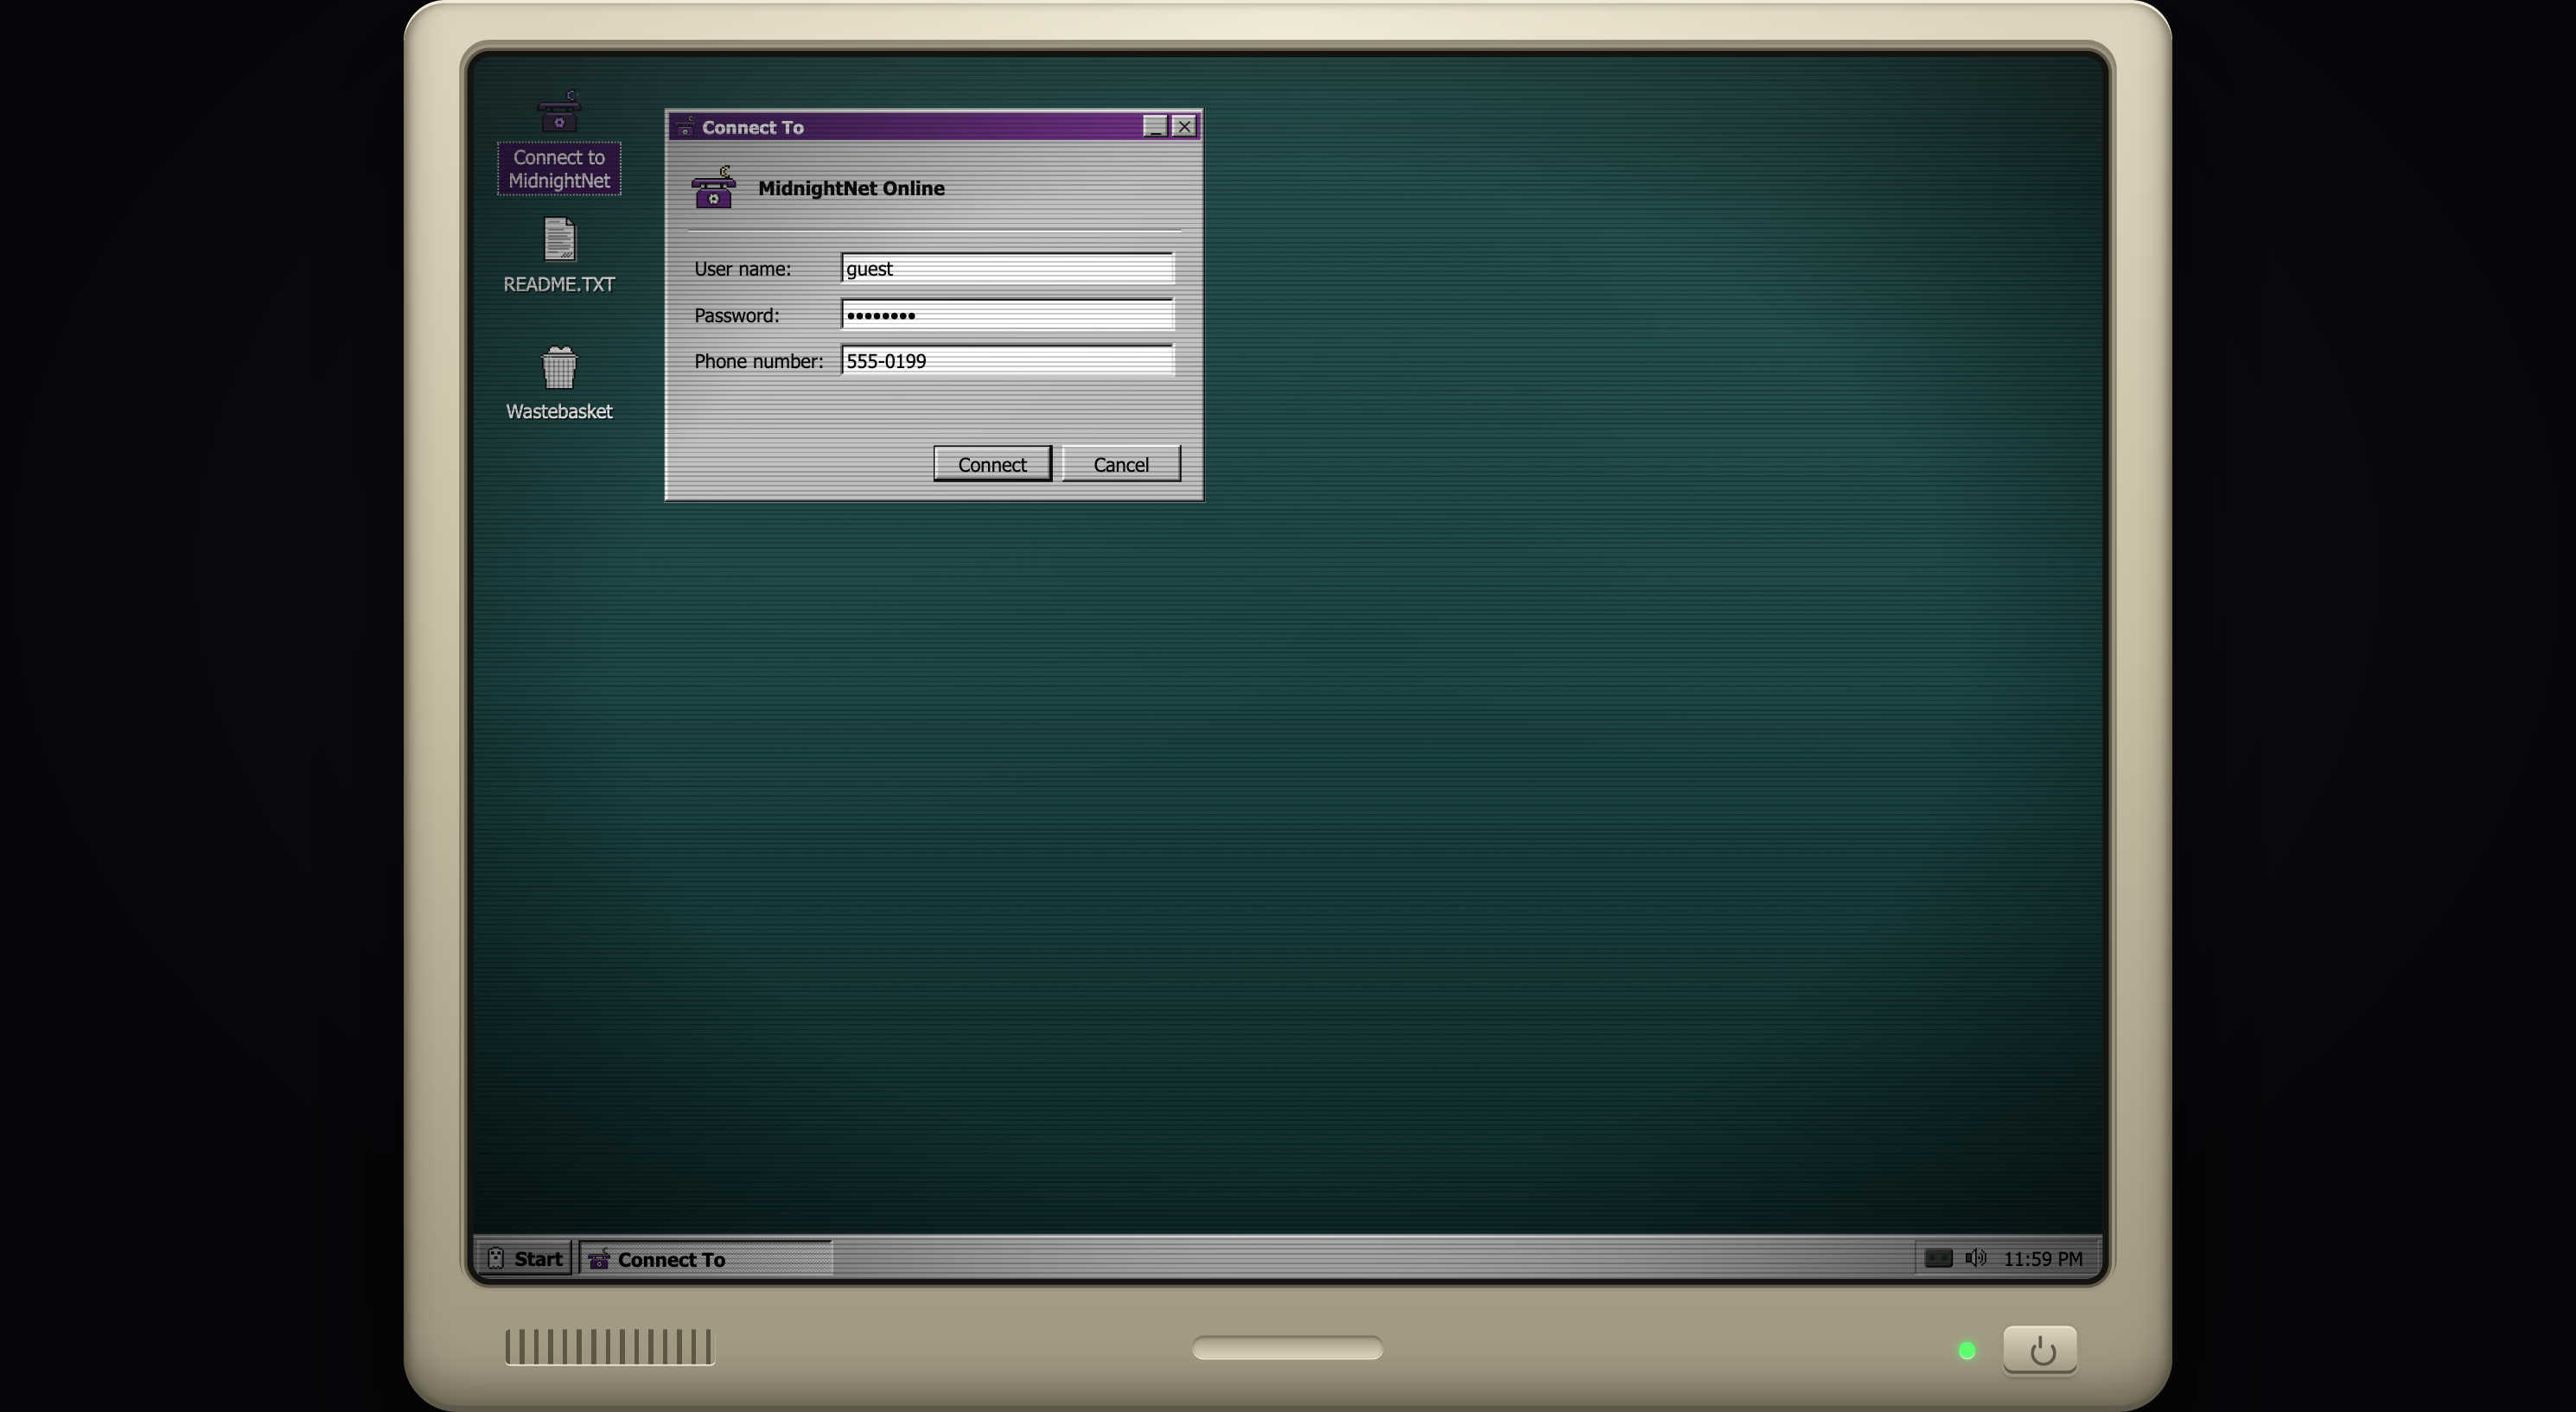 Connect to
MidnightNet
README.TXT
Wastebasket
Connect To
MidnightNet Online
User name: guest
Password: ••••••••
Phone number: 555-0199
Connect Cancel
Start Connect To 11:59 PM